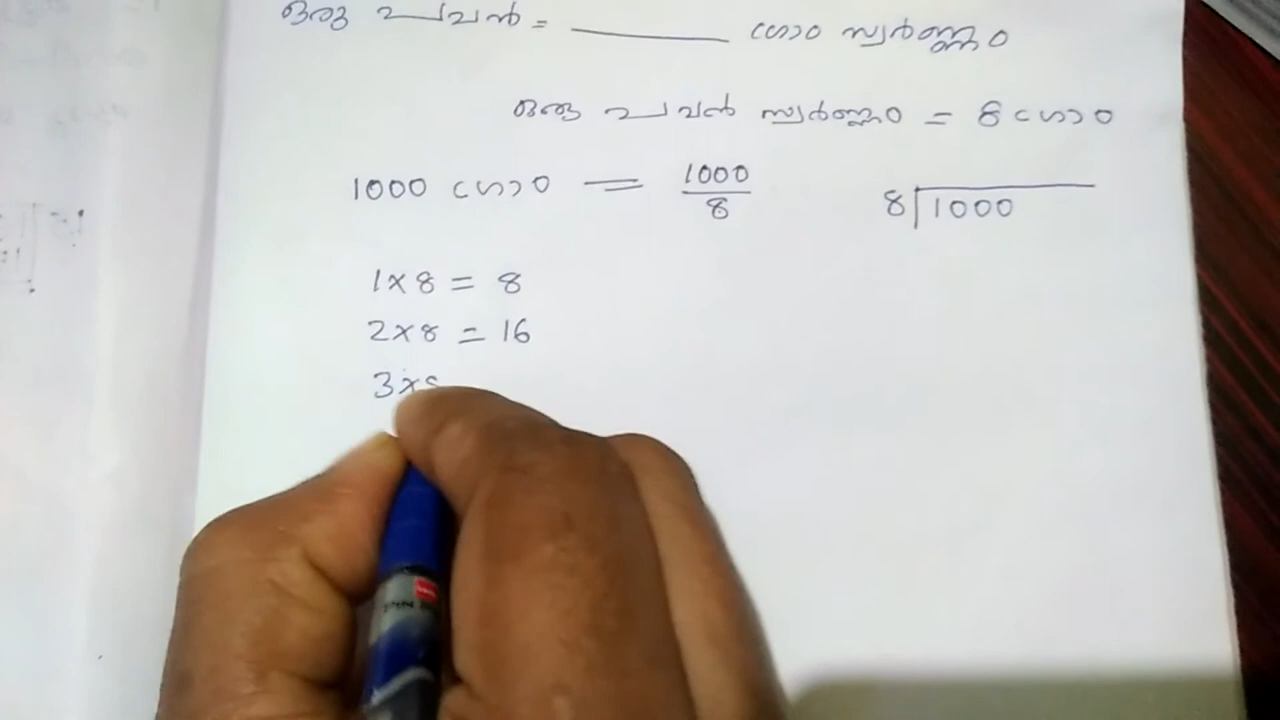 ഒരു പവൻ = ______ ഗ്രാം സ്വർണ്ണം
ഒരു പവൻ സ്വർണ്ണം = 8 ഗ്രാം
1000 ഗ്രാം = 1000/8 8)1000
1 × 8 = 8
2 × 8 = 16
3 × 8